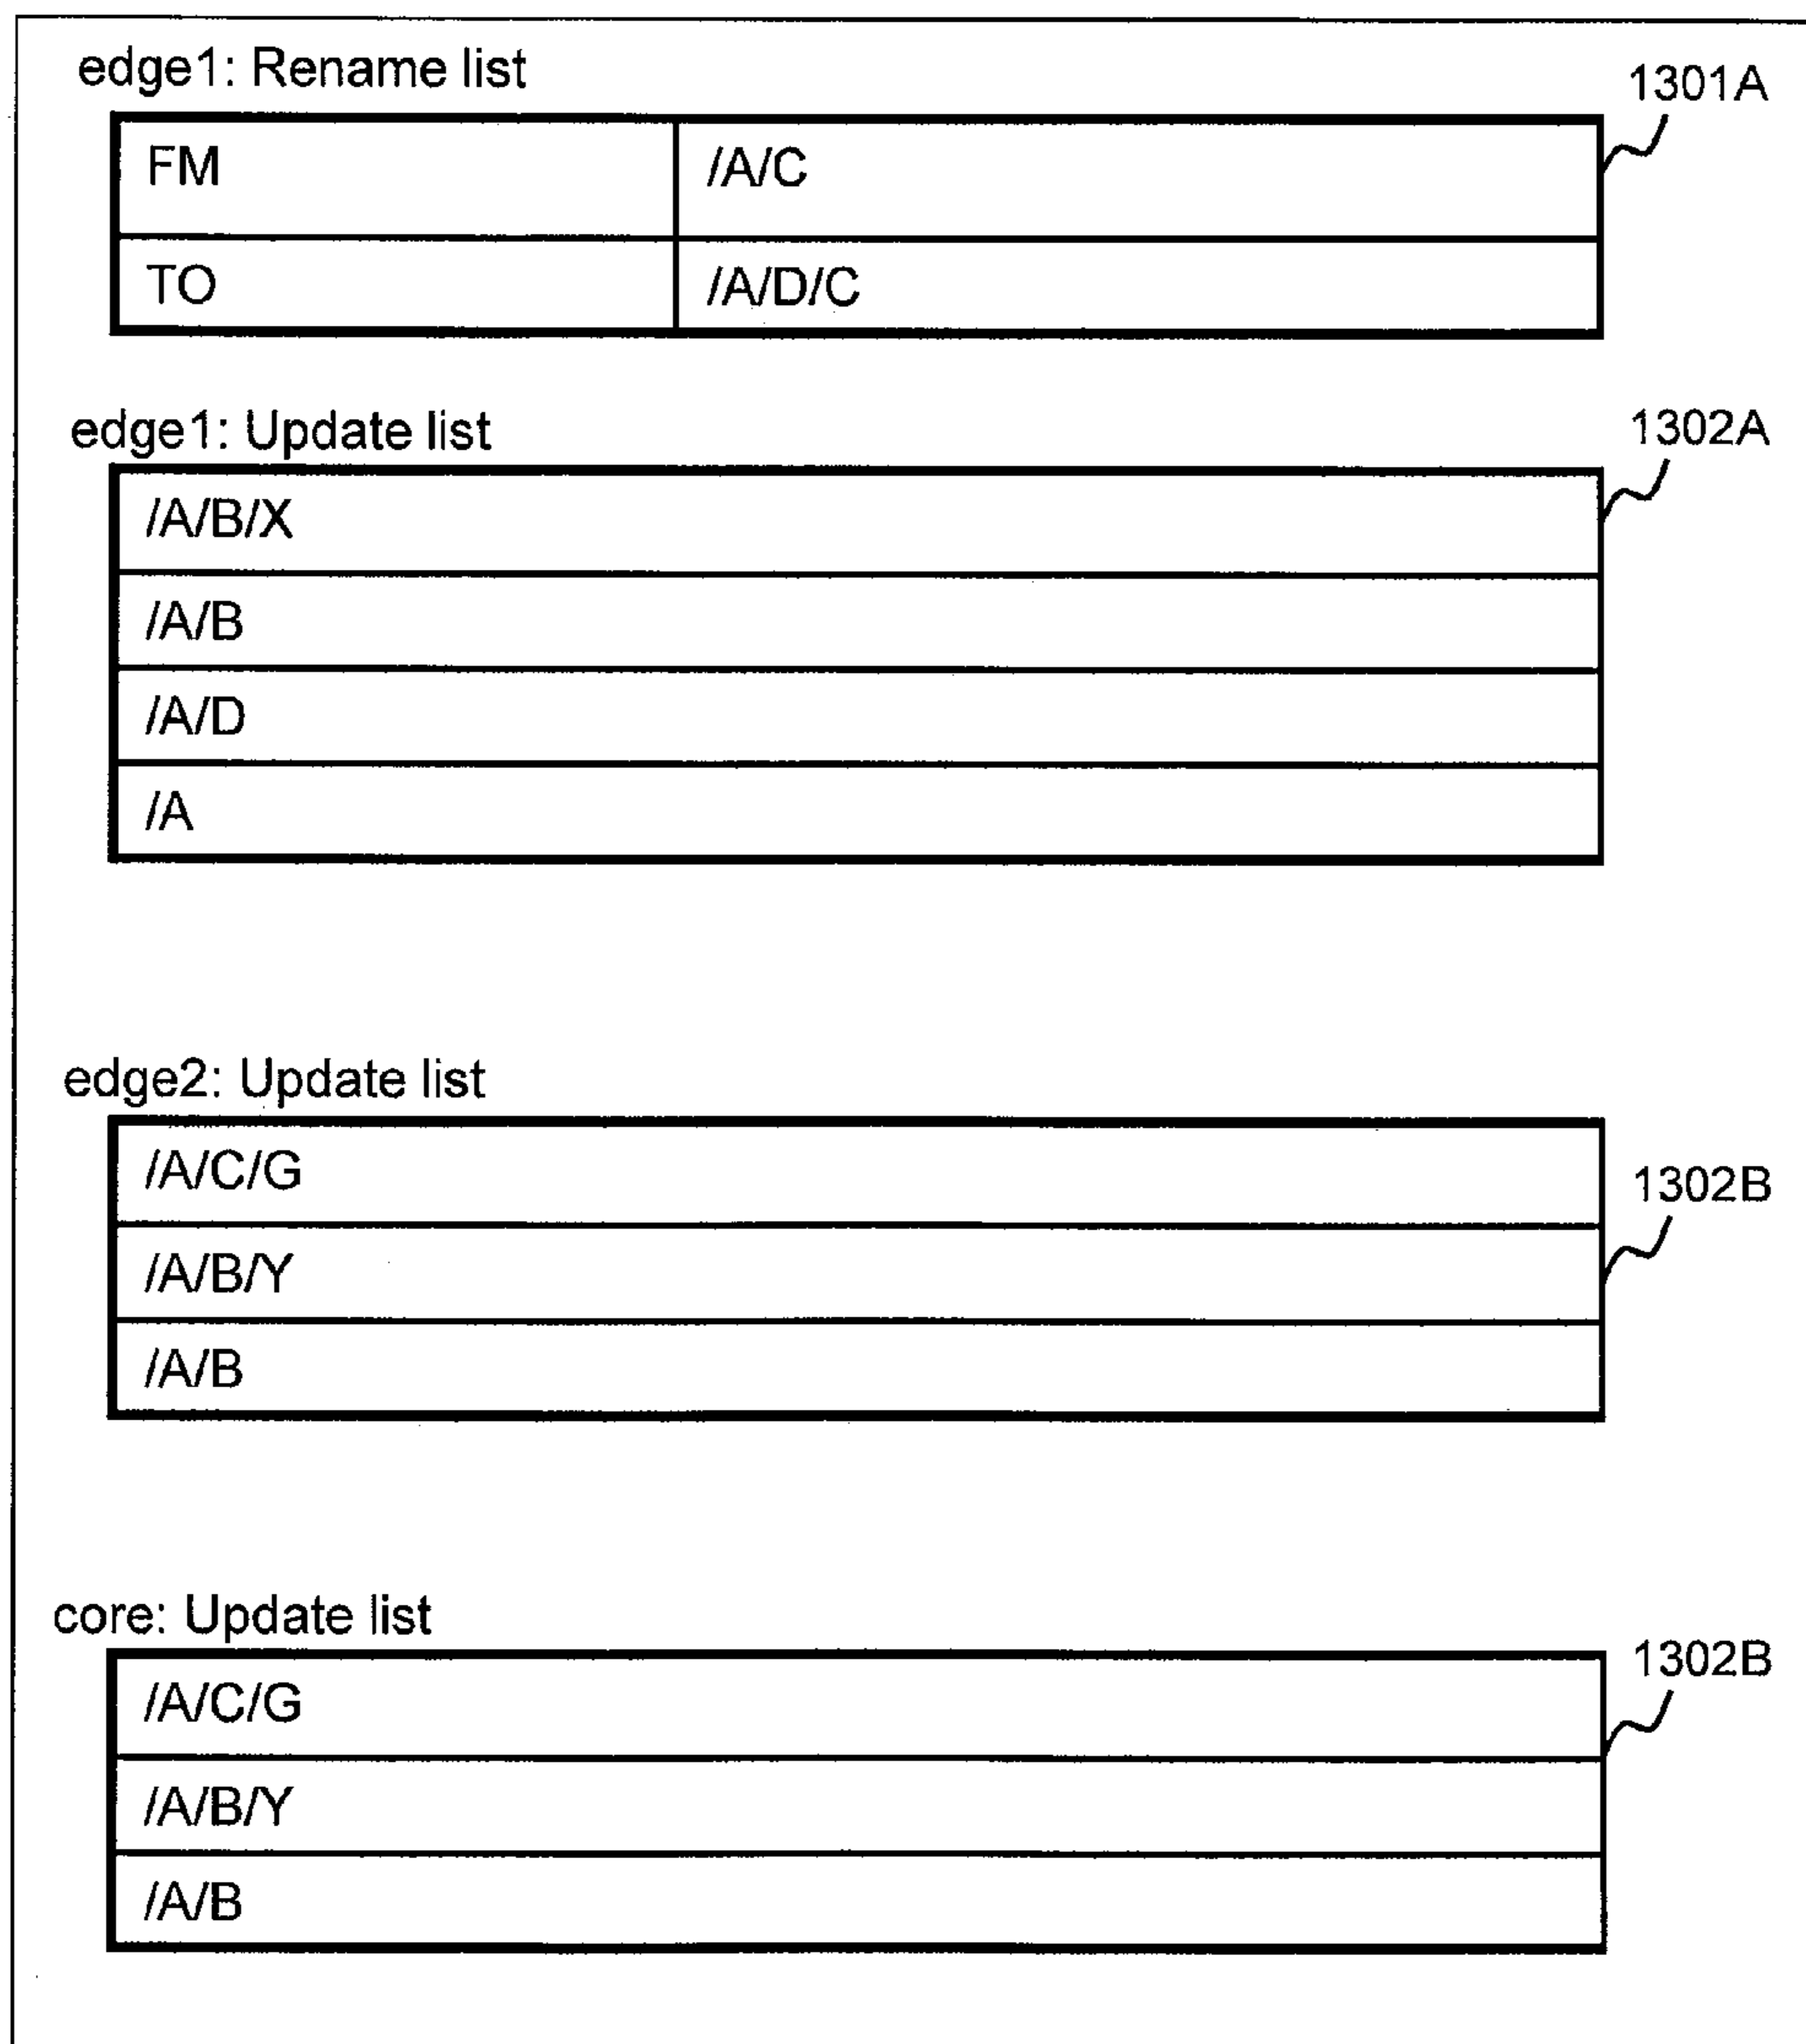 edge1: Rename list
1301A
FM /A/C
TO /A/D/C
edge1: Update list
1302A
/A/B/X
/A/B
/A/D
/A
edge2: Update list
/A/C/G
1302B
/A/B/Y
/A/B
core: Update list
1302B
/A/C/G
/A/B/Y
/A/B